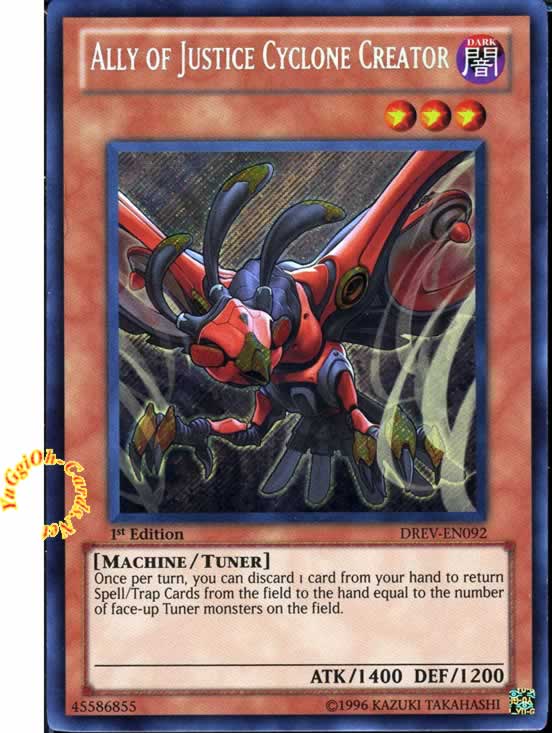 ALLY OF JUSTICE CYCLONE CREATOR
DARK
闇
1st Edition
DREV-EN092
YuGgiOh-Cards.Net
[MACHINE/TUNER]
Once per turn, you can discard 1 card from your hand to return
Spell/Trap Cards from the field to the hand equal to the number
of face-up Tuner monsters on the field.
ATK/1400 DEF/1200
45586855
©1996 KAZUKI TAKAHASHI